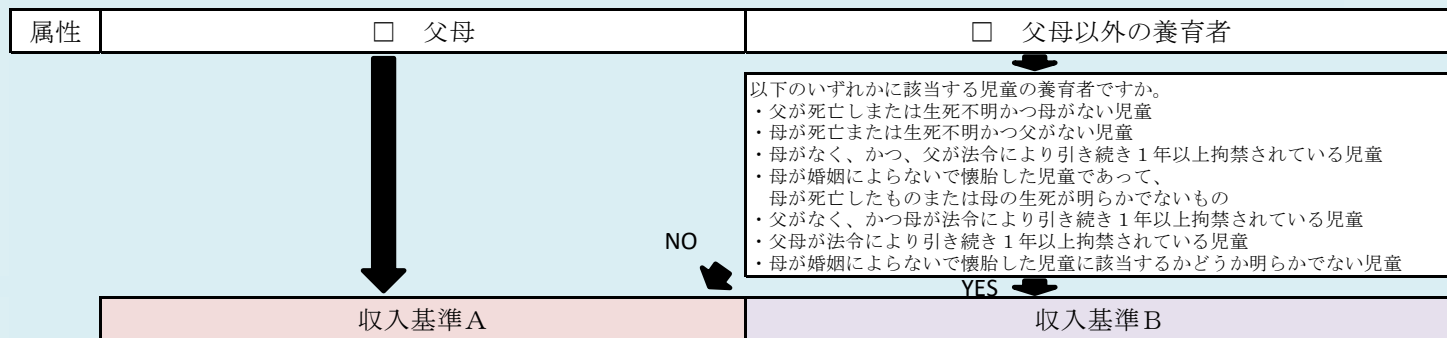 属性
□ 父母
□ 父母以外の養育者
以下のいずれかに該当する児童の養育者ですか。
・父が死亡しまたは生死不明かつ母がない児童
・母が死亡または生死不明かつ父がない児童
・母がなく、かつ、父が法令により引き続き１年以上拘禁されている児童
・母が婚姻によらないで懐胎した児童であって、
母が死亡したものまたは母の生死が明らかでないもの
・父がなく、かつ母が法令により引き続き１年以上拘禁されている児童
・父母が法令により引き続き１年以上拘禁されている児童
・母が婚姻によらないで懐胎した児童に該当するかどうか明らかでない児童
NO
YES
収入基準Ａ
収入基準Ｂ